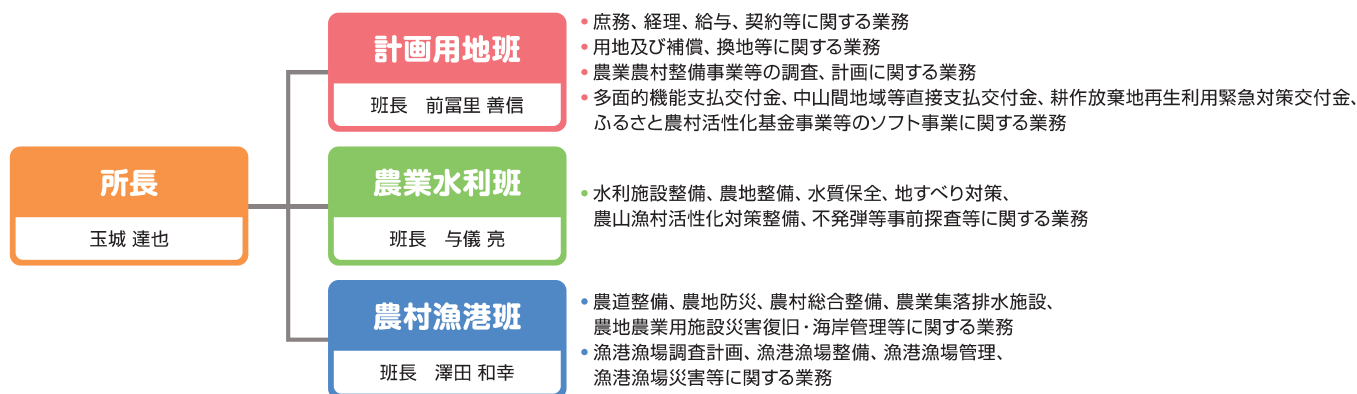 所長
玉城 達也
計画用地班
班長　前冨里 善信
• 庶務、経理、給与、契約等に関する業務
• 用地及び補償、換地等に関する業務
• 農業農村整備事業等の調査、計画に関する業務
• 多面的機能支払交付金、中山間地域等直接支払交付金、耕作放棄地再生利用緊急対策交付金、
ふるさと農村活性化基金事業等のソフト事業に関する業務
農業水利班
班長　与儀 亮
• 水利施設整備、農地整備、水質保全、地すべり対策、
農山漁村活性化対策整備、不発弾等事前探査等に関する業務
農村漁港班
班長　澤田 和幸
• 農道整備、農地防災、農村総合整備、農業集落排水施設、
農地農業用施設災害復旧・海岸管理等に関する業務
• 漁港漁場調査計画、漁港漁場整備、漁港漁場管理、
漁港漁場災害等に関する業務